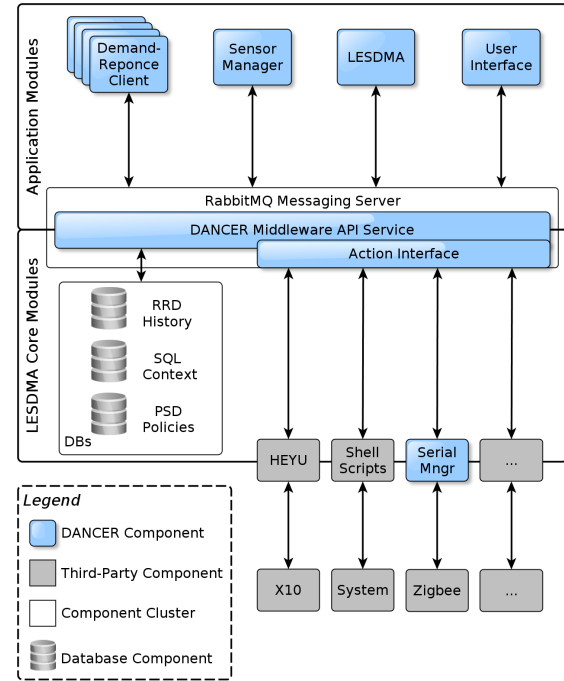 Application Modules
Demand-
Reponce
Client
Sensor
Manager
LESDMA
User
Interface
RabbitMQ Messaging Server
DANCER Middleware API Service
Action Interface
LESDMA Core Modules
RRD
History
SQL
Context
PSD
Policies
DBs
HEYU
Shell
Scripts
Serial
Mngr
...
X10
System
Zigbee
...
Legend
DANCER Component
Third-Party Component
Component Cluster
Database Component